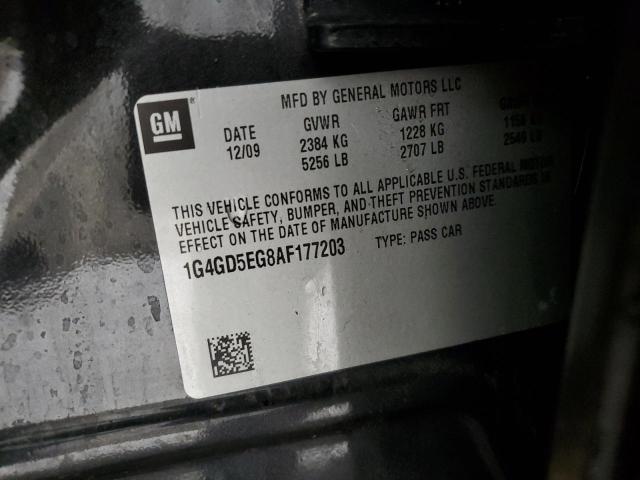 MFD BY GENERAL MOTORS LLC
GM
DATE GVWR GAWR FRT
12/09 2384 KG 1228 KG
5256 LB 2707 LB
THIS VEHICLE CONFORMS TO ALL APPLICABLE U.S. FEDERAL MOTOR
VEHICLE SAFETY, BUMPER, AND THEFT PREVENTION STANDARDS IN
EFFECT ON THE DATE OF MANUFACTURE SHOWN ABOVE.
1G4GD5EG8AF177203 TYPE: PASS CAR